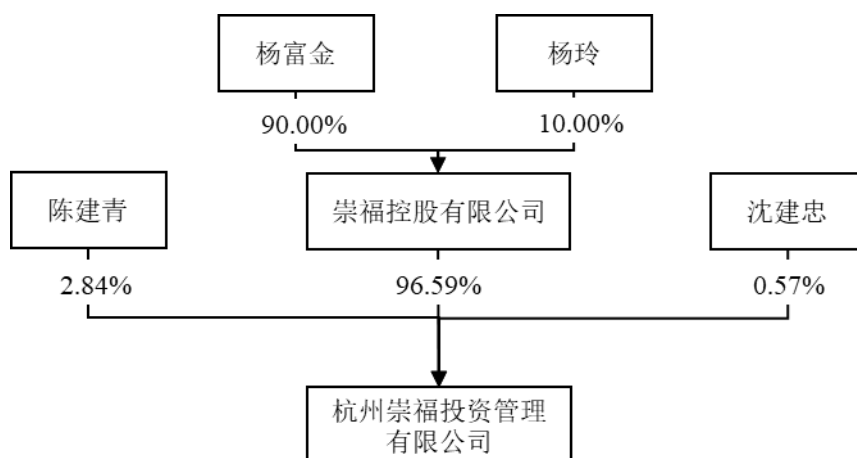 杨富金
杨玲
90.00%
10.00%
陈建青
崇福控股有限公司
沈建忠
2.84%
96.59%
0.57%
杭州崇福投资管理
有限公司